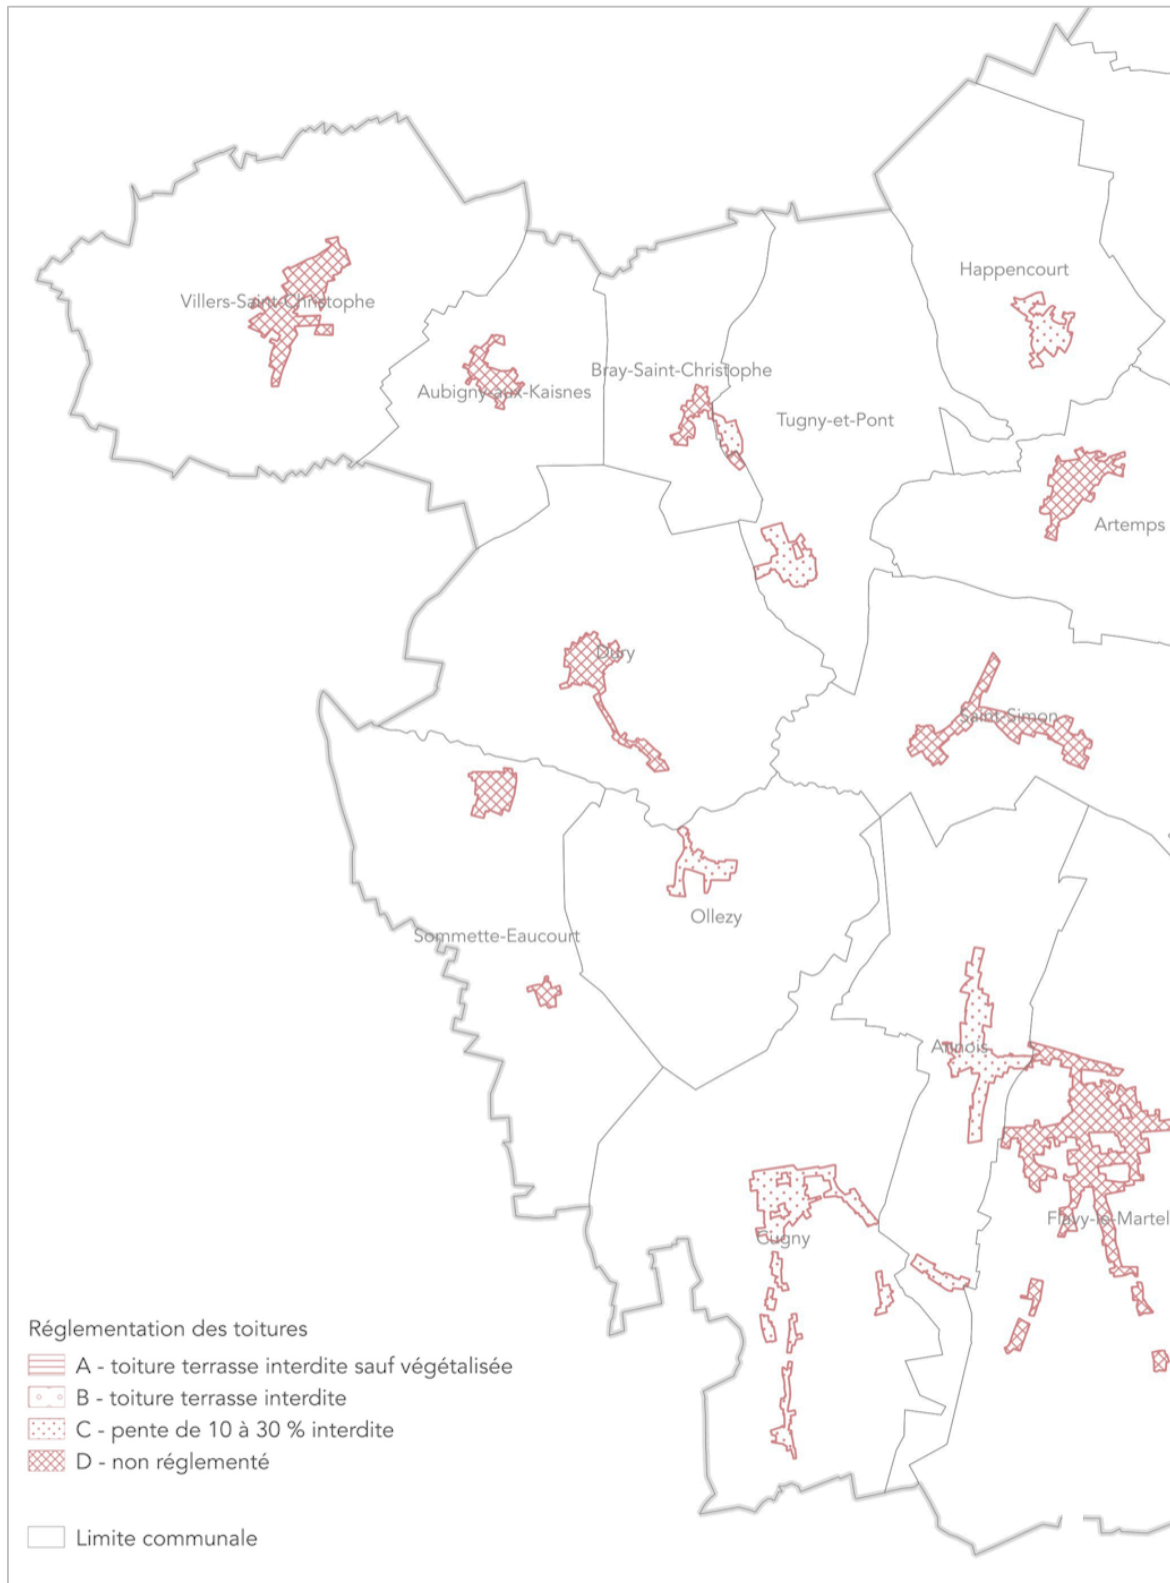 Happencourt
Villers-Saint-Christophe
Bray-Saint-Christophe
Aubigny-aux-Kaisnes
Tugny-et-Pont
Artemps
Dury
Saint-Simon
Ollezy
Sommette-Eaucourt
Annois
Flavy-le-Martel
Cugny
Réglementation des toitures
A - toiture terrasse interdite sauf végétalisée
B - toiture terrasse interdite
C - pente de 10 à 30 % interdite
D - non réglementé
Limite communale